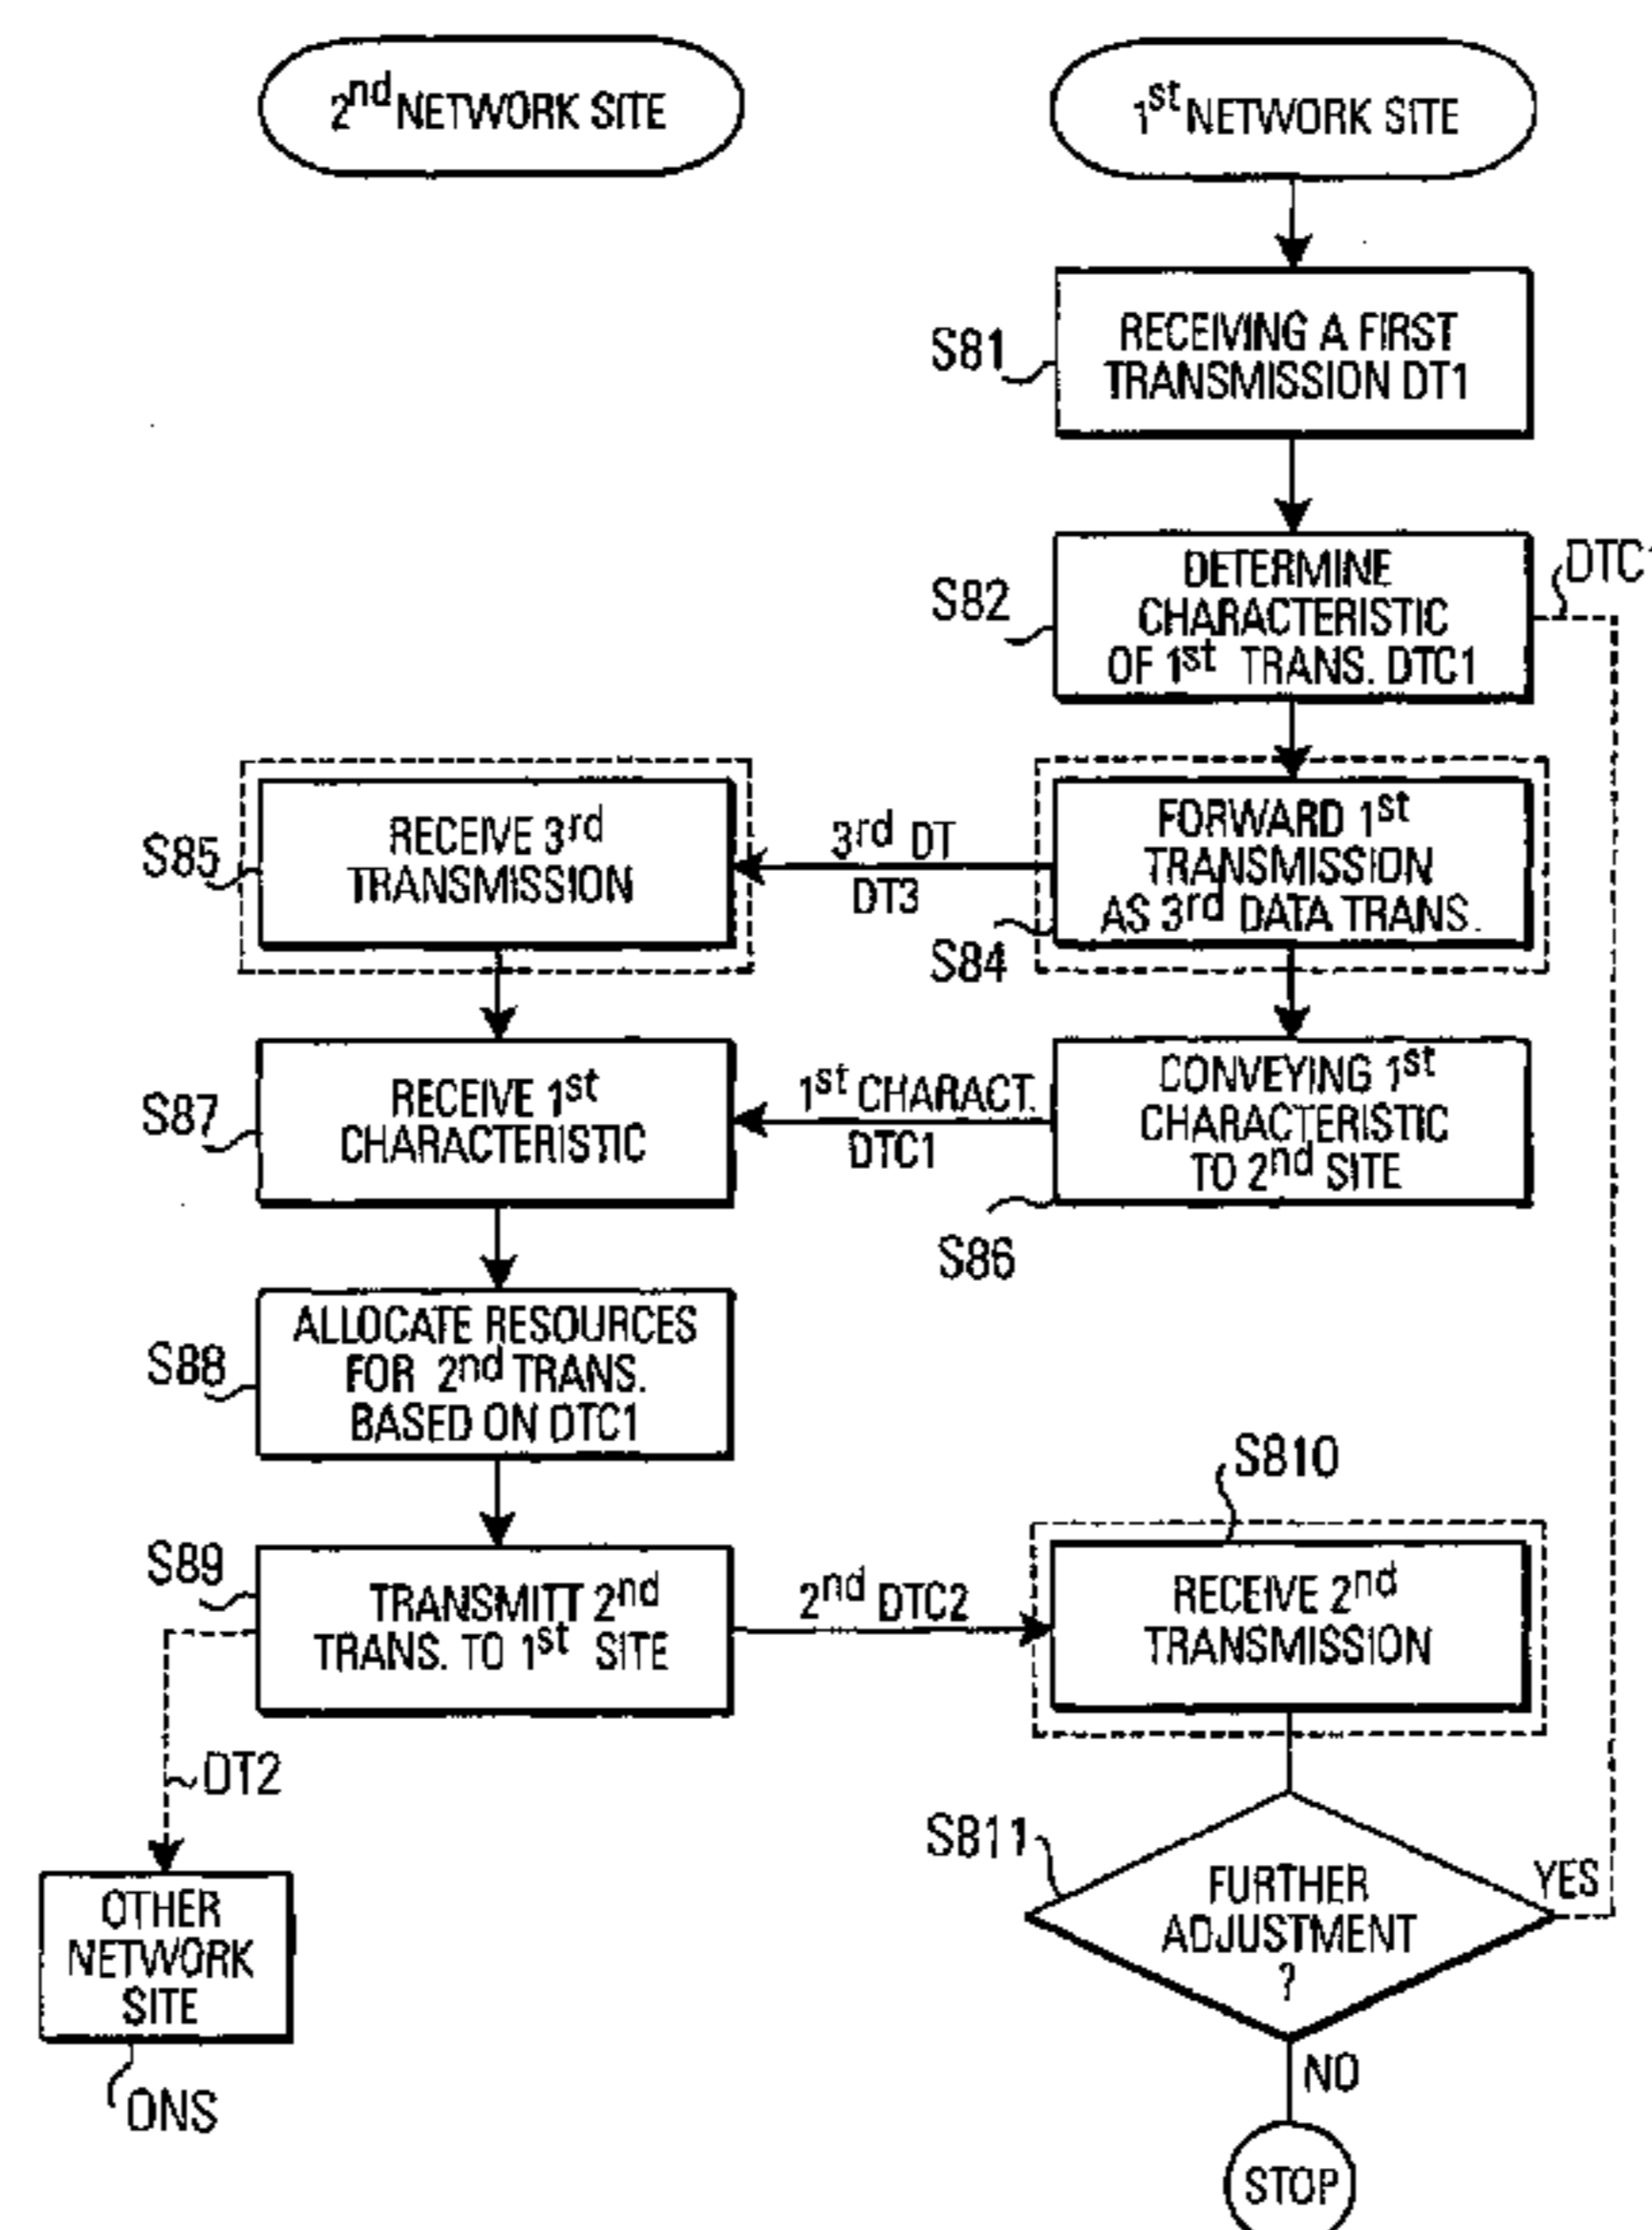 2nd NETWORK SITE
1st NETWORK SITE
S81
RECEIVING A FIRST
TRANSMISSION DT1
S82
DETERMINE
CHARACTERISTIC
OF 1st TRANS. DTC1
DTC1
S85
RECEIVE 3rd
TRANSMISSION
3rd DT
DT3
FORWARD 1st
TRANSMISSION
AS 3rd DATA TRANS.
S84
S87
RECEIVE 1st
CHARACTERISTIC
1st CHARACT.
DTC1
CONVEYING 1st
CHARACTERISTIC
TO 2nd SITE
S86
S88
ALLOCATE RESOURCES
FOR 2nd TRANS.
BASED ON DTC1
S89
TRANSMITT 2nd
TRANS. TO 1st SITE
2nd DTC2
S810
RECEIVE 2nd
TRANSMISSION
DT2
OTHER
NETWORK
SITE
ONS
S811
FURTHER
ADJUSTMENT
?
YES
NO
STOP